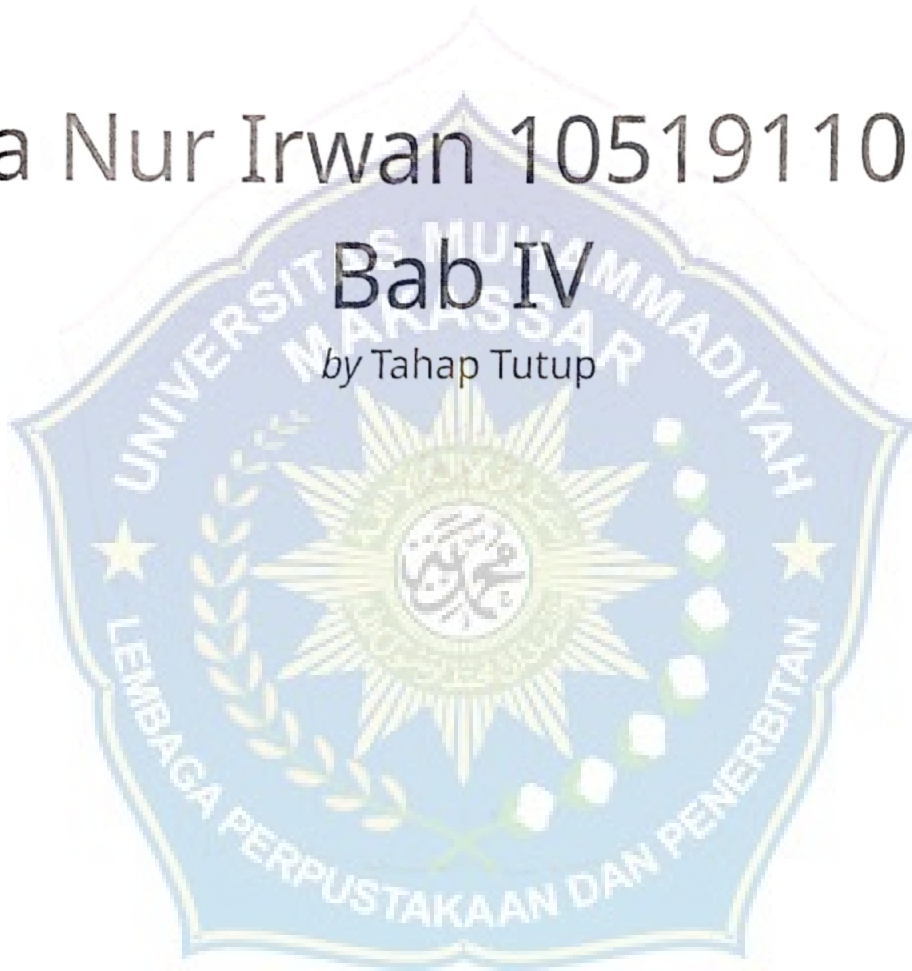 a Nur Irwan 10519110
Bab IV
by Tahap Tutup
UNIVERSITAS MUHAMMADIYAH
MAKASSAR
LEMBAGA PERPUSTAKAAN DAN PENERBITAN